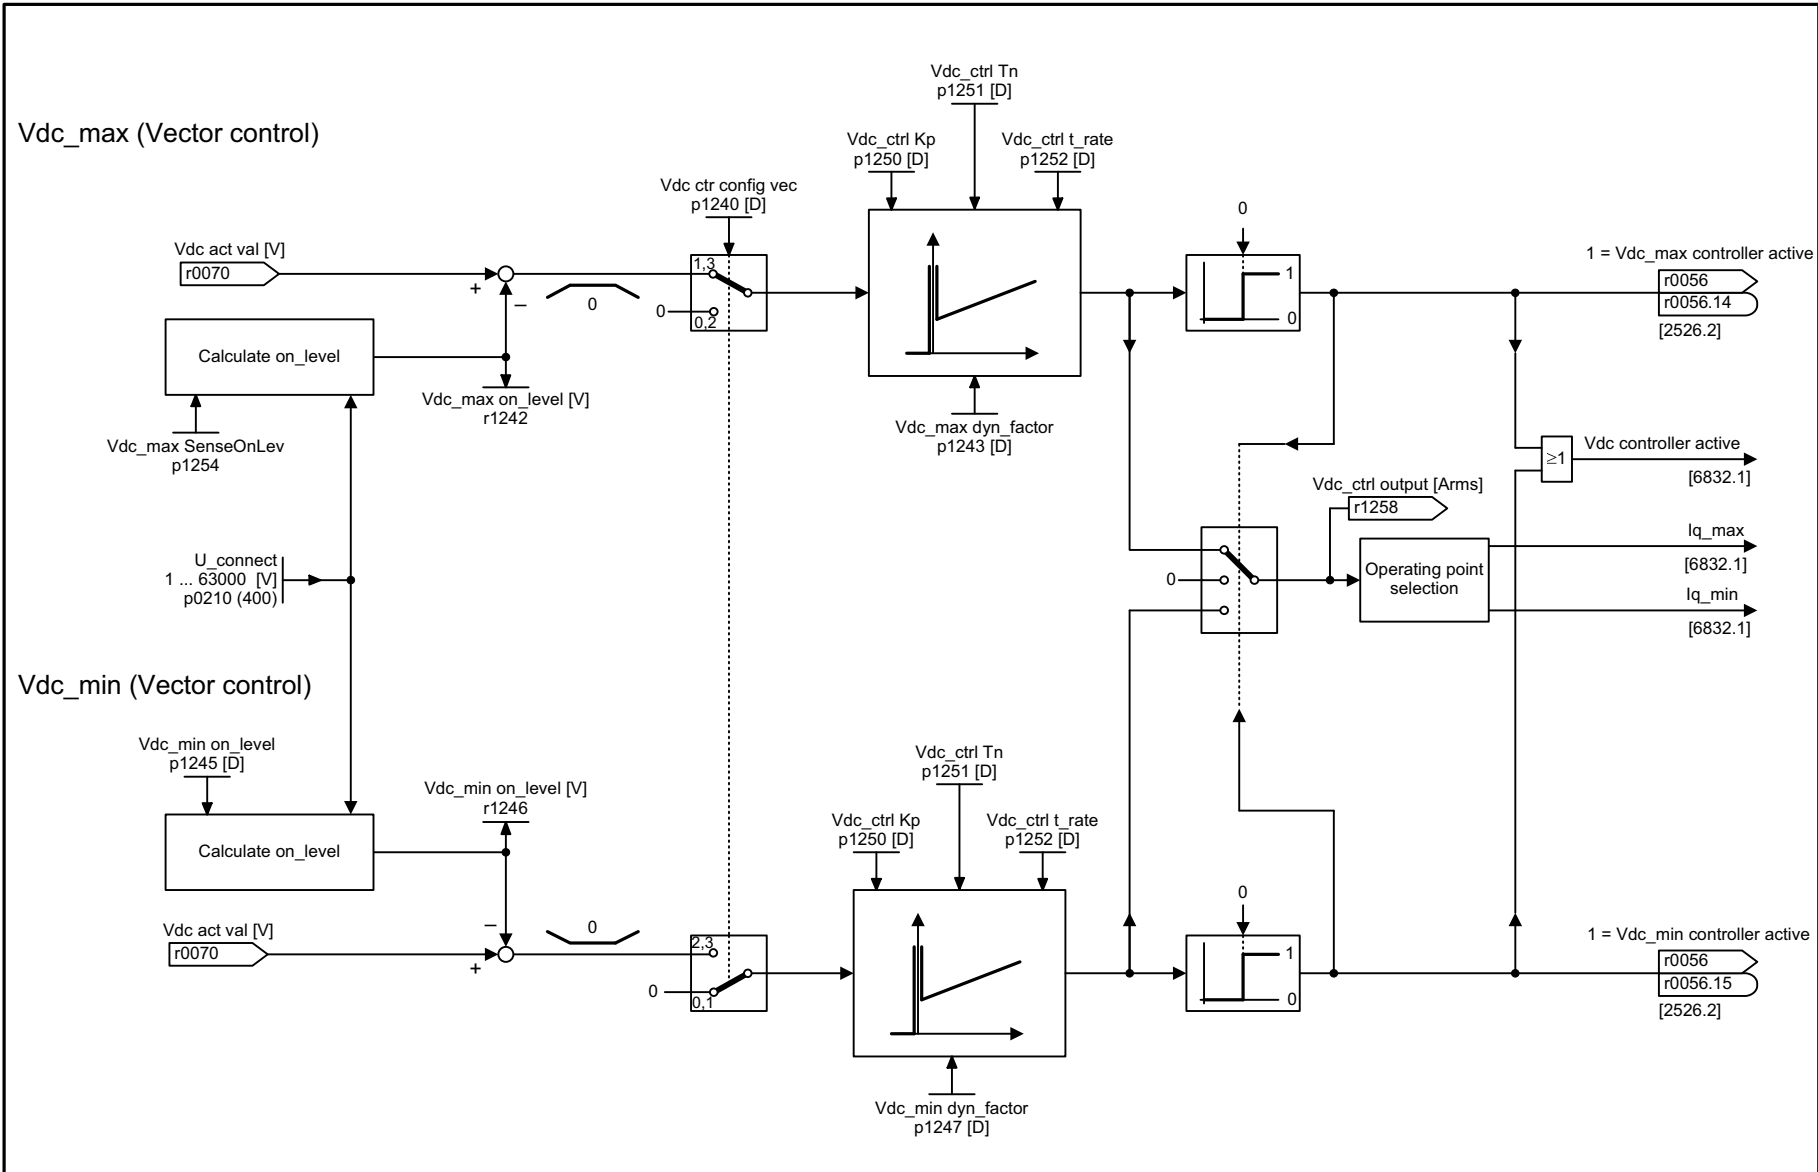 Vdc_max (Vector control)
Vdc_ctrl Tn
p1251 [D]
Vdc_ctrl Kp
p1250 [D]
Vdc_ctrl t_rate
p1252 [D]
Vdc ctr config vec
p1240 [D]
Vdc act val [V]
r0070
+
–
0
1,3
0
0,2
0
1
0
1 = Vdc_max controller active
r0056
r0056.14
[2526.2]
Calculate on_level
Vdc_max on_level [V]
r1242
Vdc_max SenseOnLev
p1254
Vdc_max dyn_factor
p1243 [D]
≥1
Vdc controller active
[6832.1]
Vdc_ctrl output [Arms]
r1258
U_connect
1 ... 63000 [V]
p0210 (400)
0
Operating point
selection
Iq_max
[6832.1]
Iq_min
[6832.1]
Vdc_min (Vector control)
Vdc_min on_level
p1245 [D]
Vdc_min on_level [V]
r1246
Vdc_ctrl Tn
p1251 [D]
Vdc_ctrl Kp
p1250 [D]
Vdc_ctrl t_rate
p1252 [D]
Calculate on_level
Vdc act val [V]
r0070
–
+
0
2,3
0
0,1
0
1
0
1 = Vdc_min controller active
r0056
r0056.15
[2526.2]
Vdc_min dyn_factor
p1247 [D]